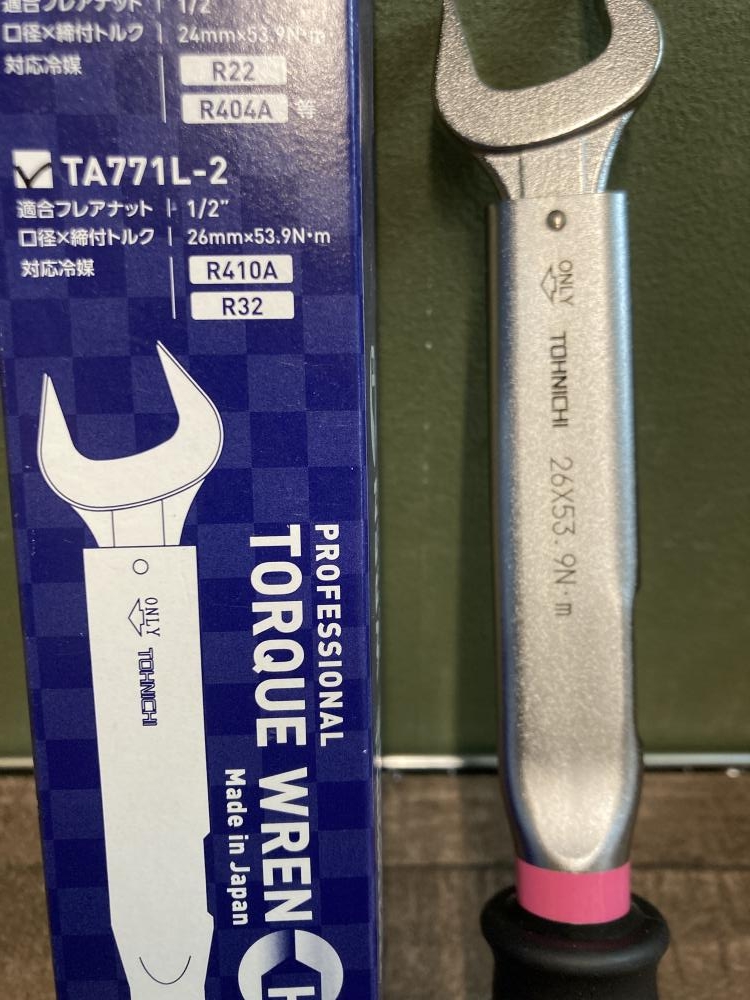 適合フレアナット | 1/2"
口径×締付トルク | 24mm×53.9N・m
対応冷媒
R22
R404A 等
TA771L-2
適合フレアナット | 1/2"
口径×締付トルク | 26mm×53.9N・m
対応冷媒
R410A
R32
ONLY
TOHNICHI
PROFESSIONAL
TORQUE WREN
Made in Japan
H
ONLY
TOHNICHI
26X53.9N・m